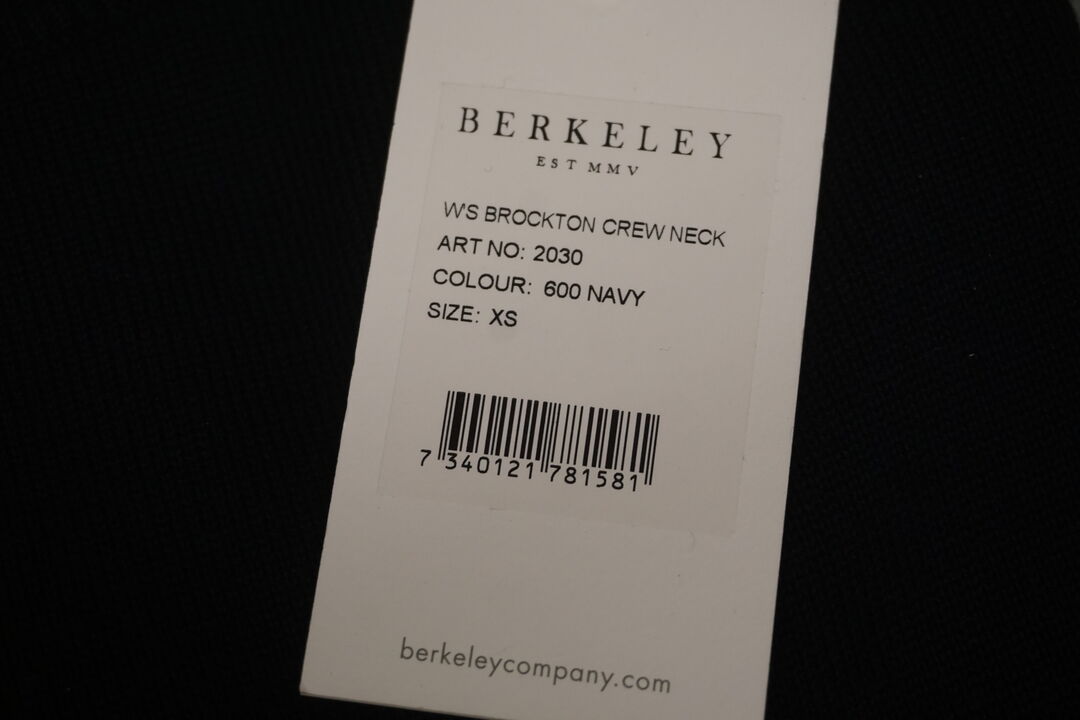 BERKELEY
EST MMV
W'S BROCKTON CREW NECK
ART NO: 2030
COLOUR: 600 NAVY
SIZE: XS
7 340121 781581
berkeleycompany.com